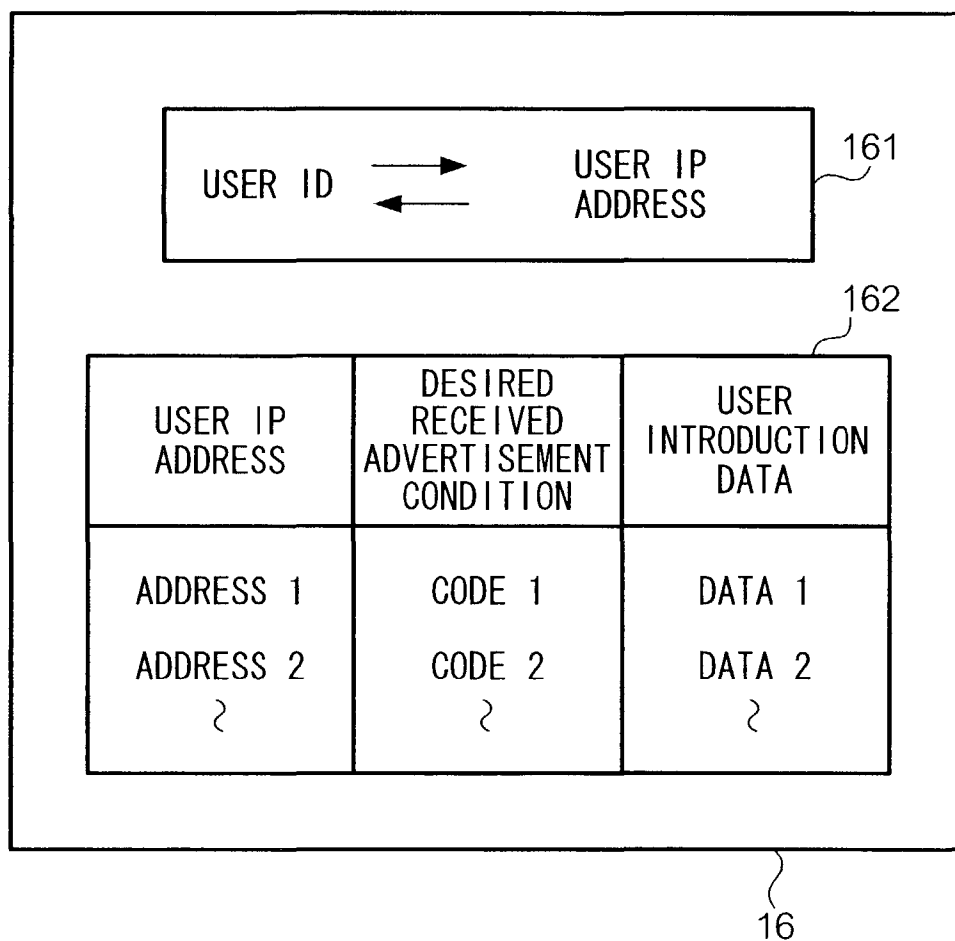 161
USER ID
USER IP
ADDRESS
162
USER IP
ADDRESS
DESIRED
RECEIVED
ADVERTISEMENT
CONDITION
USER
INTRODUCTION
DATA
ADDRESS 1
CODE 1
DATA 1
ADDRESS 2
CODE 2
DATA 2
16